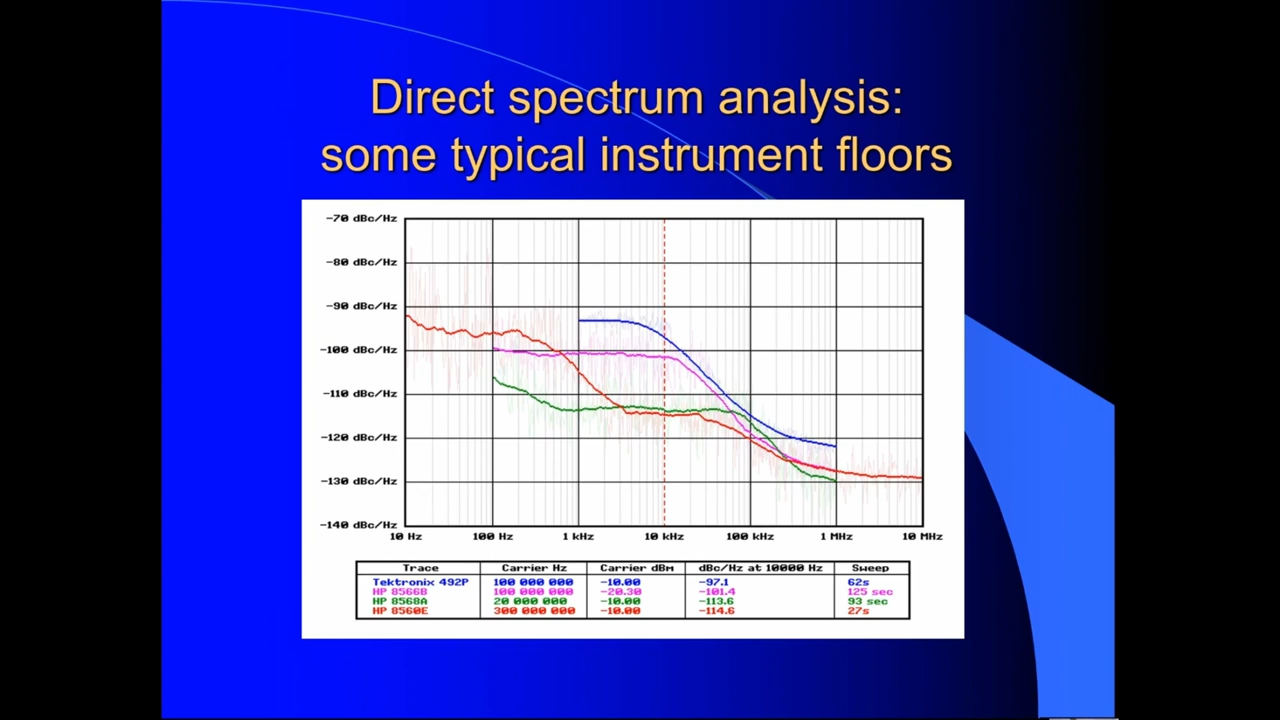 Direct spectrum analysis:
some typical instrument floors
-70 dBc/Hz
-80 dBc/Hz
-90 dBc/Hz
-100 dBc/Hz
-110 dBc/Hz
-120 dBc/Hz
-130 dBc/Hz
-140 dBc/Hz
10 Hz 100 Hz 1 kHz 10 kHz 100 kHz 1 MHz 10 MHz
Trace Carrier Hz Carrier dBm dBc/Hz at 10000 Hz Sweep
Tektronix 492P 100 000 000 -10.00 -97.1 62s
HP 8566B 100 000 000 -20.30 -101.4 125 sec
HP 8568A 20 000 000 -10.00 -113.6 93 sec
HP 8560E 300 000 000 -10.00 -114.6 27s